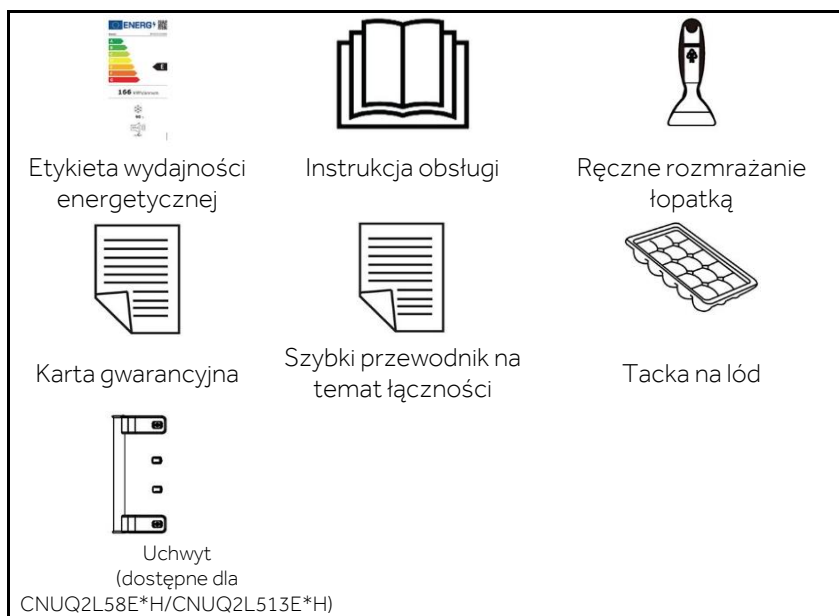 ENERG
166
Etykieta wydajności
energetycznej
Instrukcja obsługi
Ręczne rozmrażanie
łopatką
Karta gwarancyjna
Szybki przewodnik na
temat łączności
Tacka na lód
Uchwyt
(dostępne dla
CNUQ2L58E*H/CNUQ2L513E*H)